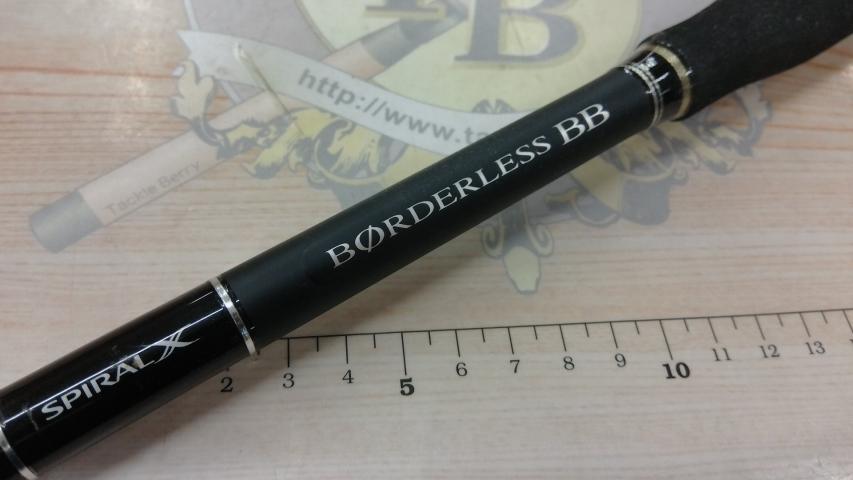 B
http://www.ta
Tackle Berry
BØRDERLESS BB
SPIRAL X
2 3 4 5 6 7 8 9 10 11 12 13